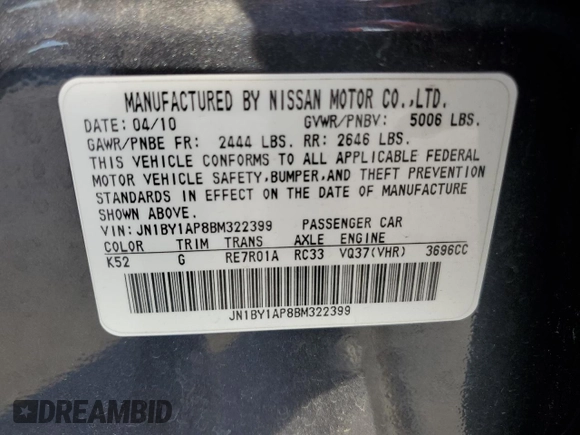 MANUFACTURED BY NISSAN MOTOR CO.,LTD.
DATE: 04/10 GVWR/PNBV: 5006 LBS.
GAWR/PNBE FR: 2444 LBS. RR: 2646 LBS.
THIS VEHICLE CONFORMS TO ALL APPLICABLE FEDERAL
MOTOR VEHICLE SAFETY,BUMPER,AND THEFT PREVENTION
STANDARDS IN EFFECT ON THE DATE OF MANUFACTURE
SHOWN ABOVE.
VIN: JN1BY1AP8BM322399 PASSENGER CAR
COLOR TRIM TRANS AXLE ENGINE
K52 G RE7R01A RC33 VQ37(VHR) 3696CC
JN1BY1AP8BM322399
DREAMBID